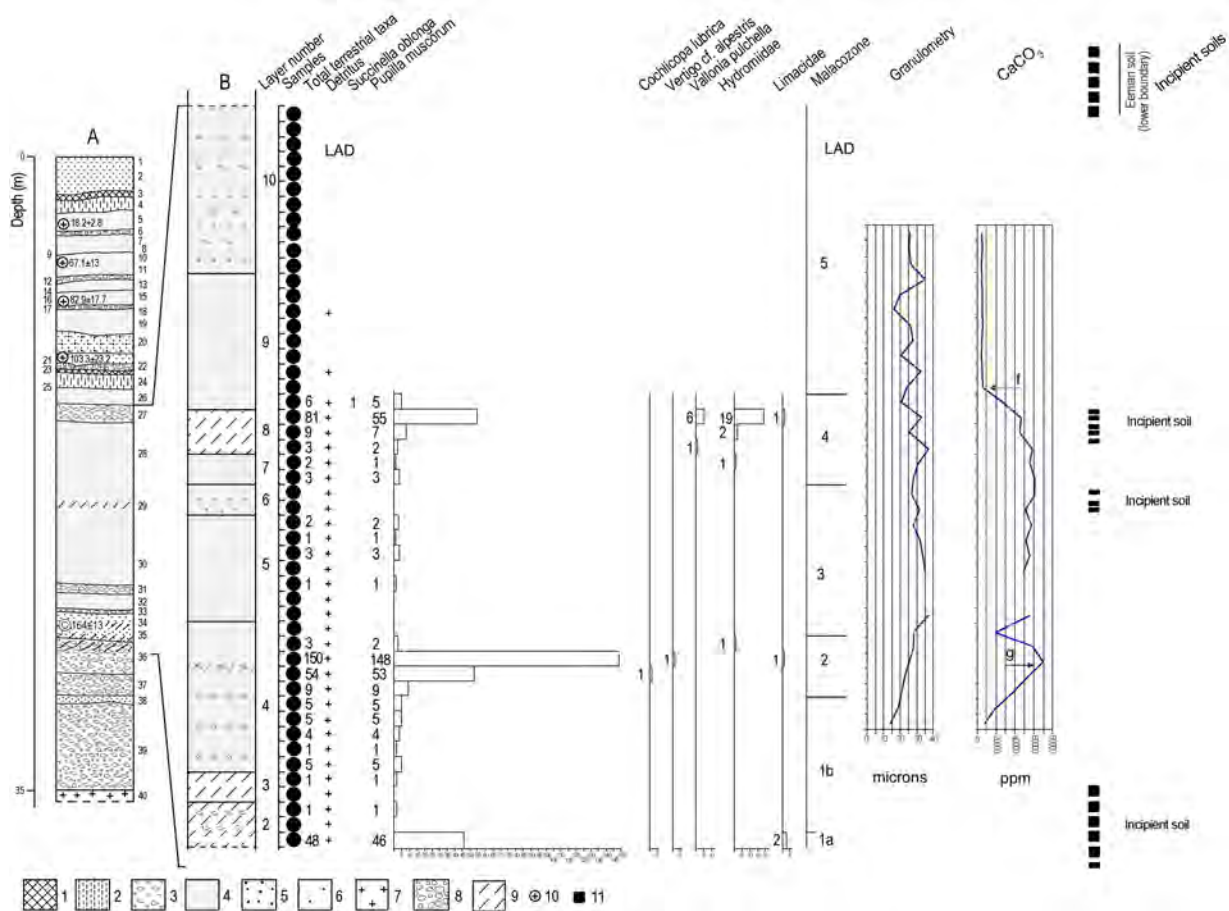 A
B
Layer number
Samples
Total terrestrial taxa
Detritus
Succinella oblonga
Pupilla muscorum
Cochlicopa lubrica
Vertigo cf. alpestris
Vallonia pulchella
Hydromiidae
Limacidae
Malacozone
Granulometry
CaCO₃
Eemian soil
(lower boundary)
Incipient soils
LAD
LAD
Depth (m)
0
35
1
2
3
4
5
6
7
8
9
10
11
12
13
14
15
16
17
18
19
20
21
22
23
24
25
26
27
28
29
30
31
32
33
34
35
36
37
38
39
40
18.2+2.8
67.1±13
82.9±17.7
103.3±23.2
164±13
10
9
8
7
6
5
4
3
2
+
+
6 + 1 5
81 + 55 6 19 1
9 + 7 2
3 + 2 1
2 + 1 1
3 + 3
+
+
2 + 2
1 + 1
3 + 3
+
1 + 1
+
3 + 2 1
150 + 148 1 1
54 + 53 1
9 + 9
5 + 5
5 + 5
4 + 4
1 + 1
5 + 5
1 + 1
+
1 + 1
+
48 + 46 2
5
4
3
2
1b
1a
f
g
microns
ppm
Incipient soil
Incipient soil
Incipient soil
1 2 3 4 5 6 7 8 9 10 11